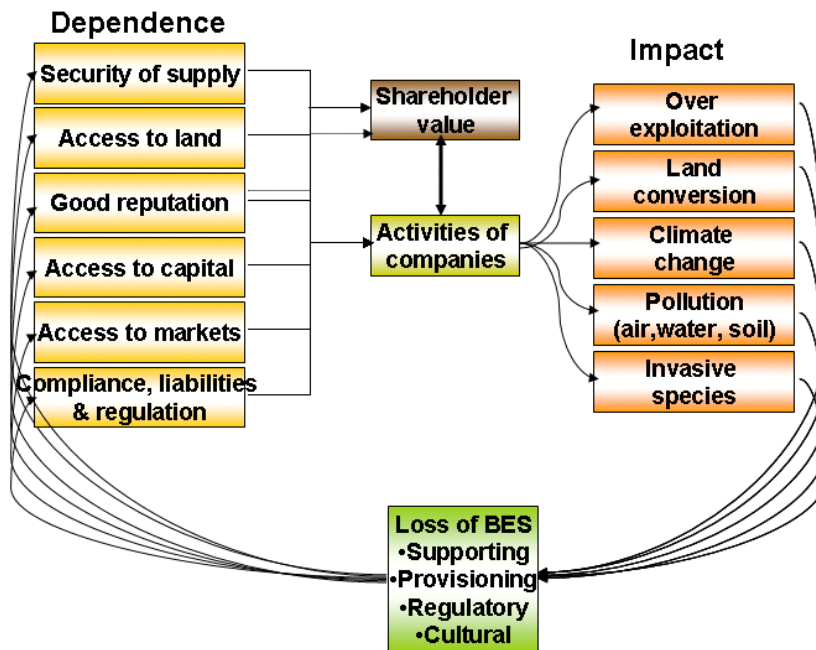 Dependence
Security of supply
Access to land
Good reputation
Access to capital
Access to markets
Compliance, liabilities
& regulation
Shareholder
value
Activities of
companies
Impact
Over
exploitation
Land
conversion
Climate
change
Pollution
(air,water, soil)
Invasive
species
Loss of BES
•Supporting
•Provisioning
•Regulatory
•Cultural